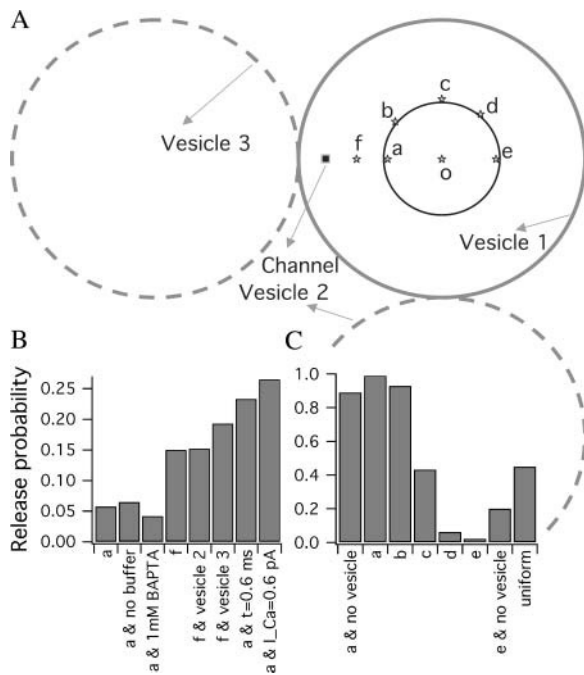 A
c
b
d
f
a
e
o
Vesicle 3
Vesicle 1
Channel
Vesicle 2
B
C
Release probability
0.25
0.20
0.15
0.10
0.05
0.00
a
a & no buffer
a & 1mM BAPTA
f
f & vesicle 2
f & vesicle 3
a & t=0.6 ms
a & I_Ca=0.6 pA
1.0
0.8
0.6
0.4
0.2
0.0
a & no vesicle
a
b
c
d
e
e & no vesicle
uniform